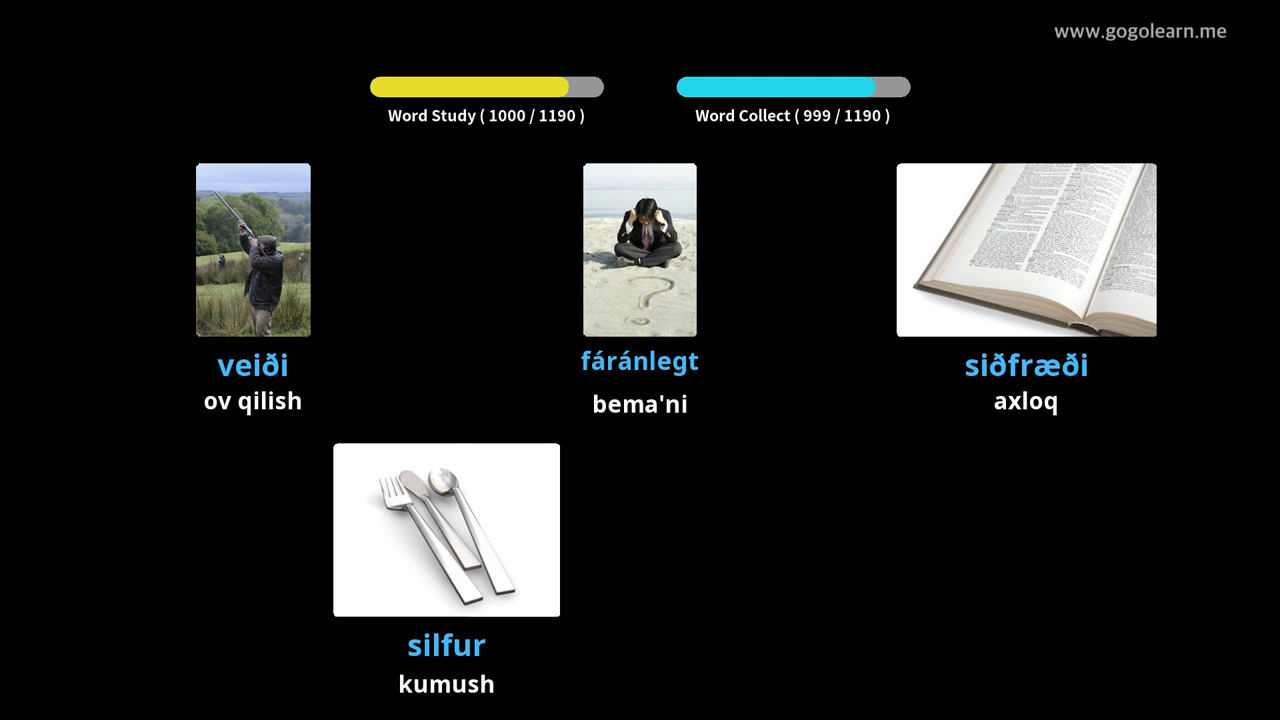 www.gogolearn.me
Word Study ( 1000 / 1190 )
Word Collect ( 999 / 1190 )
veiði
ov qilish
fáránlegt
bema'ni
siðfræði
axloq
silfur
kumush